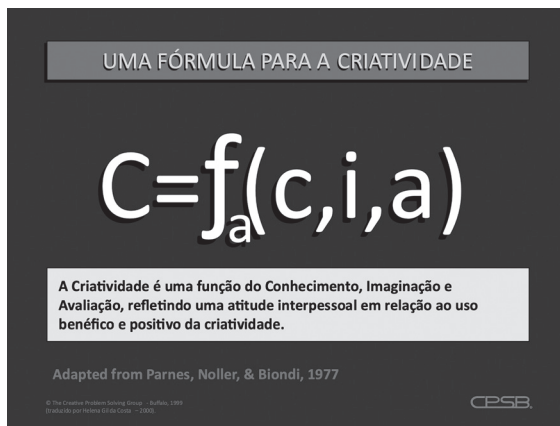 UMA FÓRMULA PARA A CRIATIVIDADE
C=fa(c,i,a)
A Criatividade é uma função do Conhecimento, Imaginação e
Avaliação, refletindo uma atitude interpessoal em relação ao uso
benéfico e positivo da criatividade.
Adapted from Parnes, Noller, & Biondi, 1977
© The Creative Problem Solving Group - Buffalo, 1999
(traduzido por Helena Gil da Costa – 2000)
CPSB.